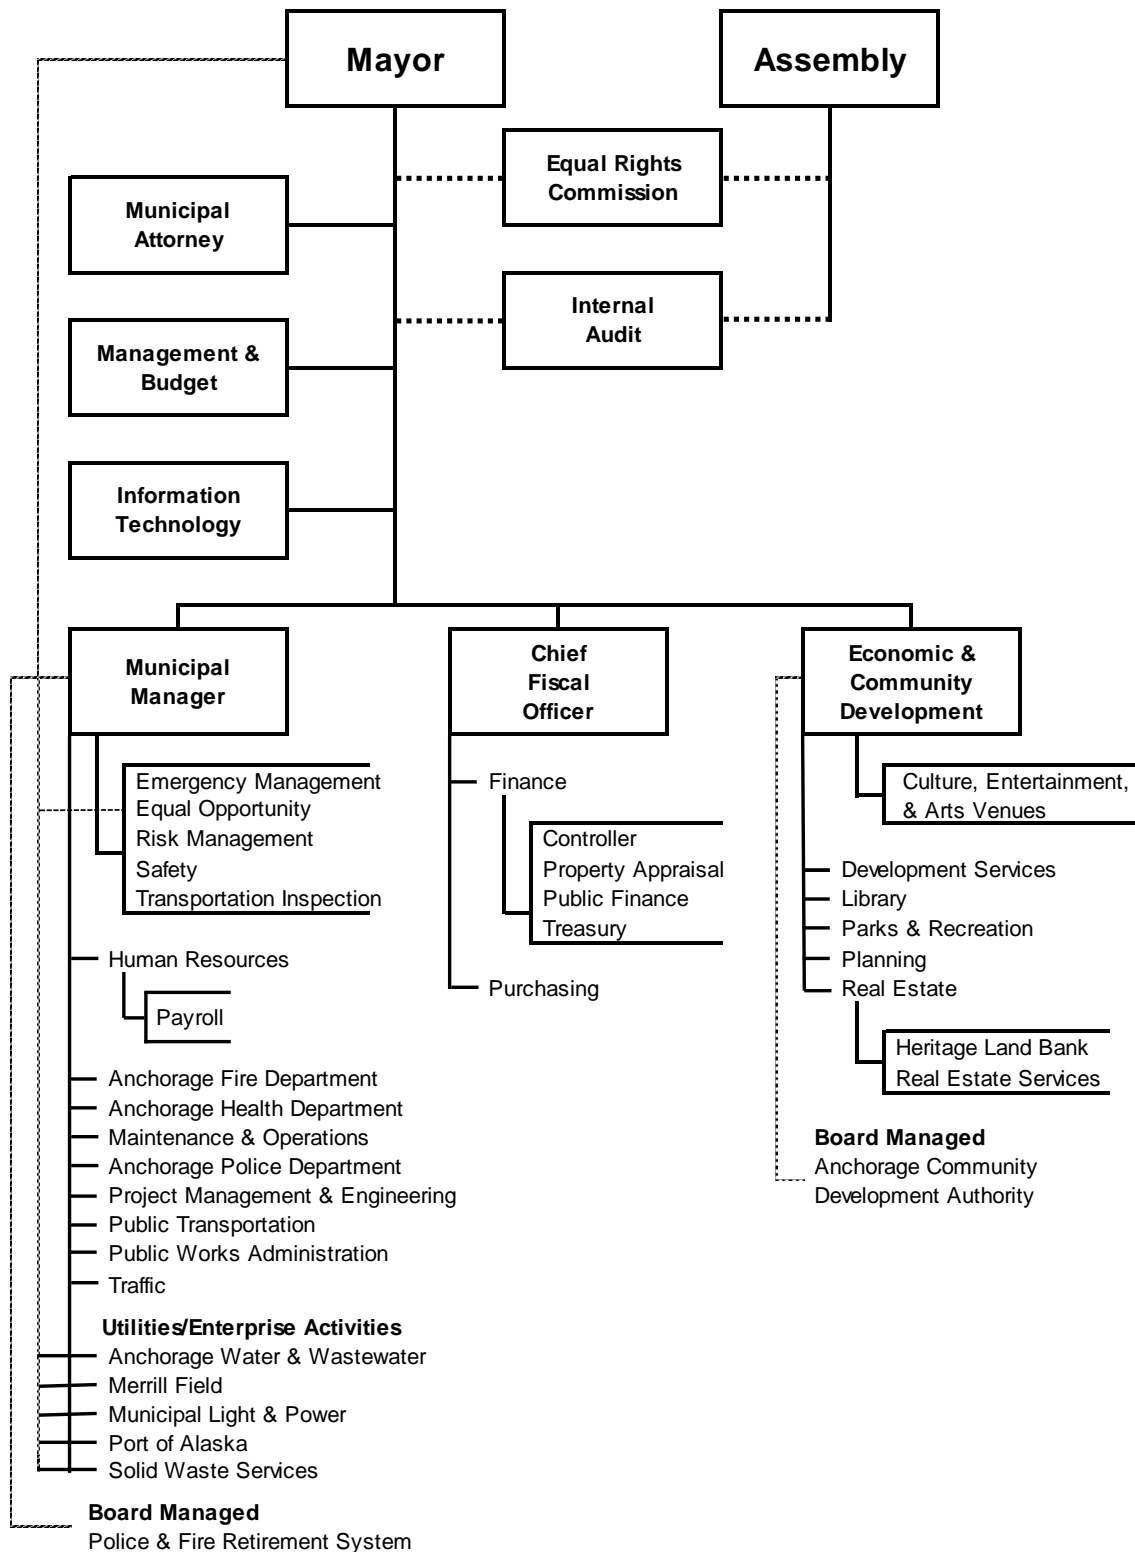 Mayor
Assembly
Equal Rights
Commission
Municipal
Attorney
Internal
Audit
Management &
Budget
Information
Technology
Municipal
Manager
Chief
Fiscal
Officer
Economic &
Community
Development
Emergency Management
Equal Opportunity
Risk Management
Safety
Transportation Inspection
Human Resources
Payroll
Anchorage Fire Department
Anchorage Health Department
Maintenance & Operations
Anchorage Police Department
Project Management & Engineering
Public Transportation
Public Works Administration
Traffic
Utilities/Enterprise Activities
Anchorage Water & Wastewater
Merrill Field
Municipal Light & Power
Port of Alaska
Solid Waste Services
Board Managed
Police & Fire Retirement System
Finance
Controller
Property Appraisal
Public Finance
Treasury
Purchasing
Culture, Entertainment,
& Arts Venues
Development Services
Library
Parks & Recreation
Planning
Real Estate
Heritage Land Bank
Real Estate Services
Board Managed
Anchorage Community
Development Authority